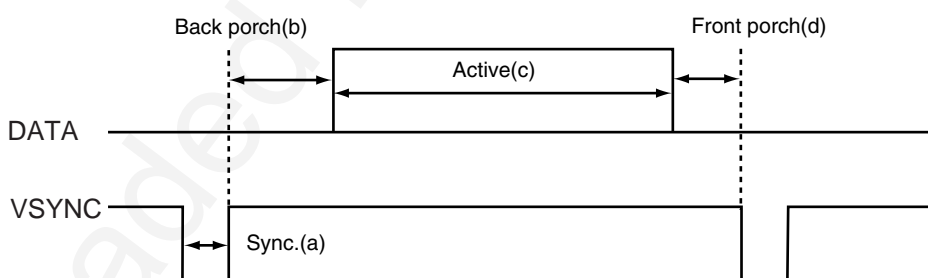 Back porch(b)
Front porch(d)
Active(c)
DATA
VSYNC
Sync.(a)